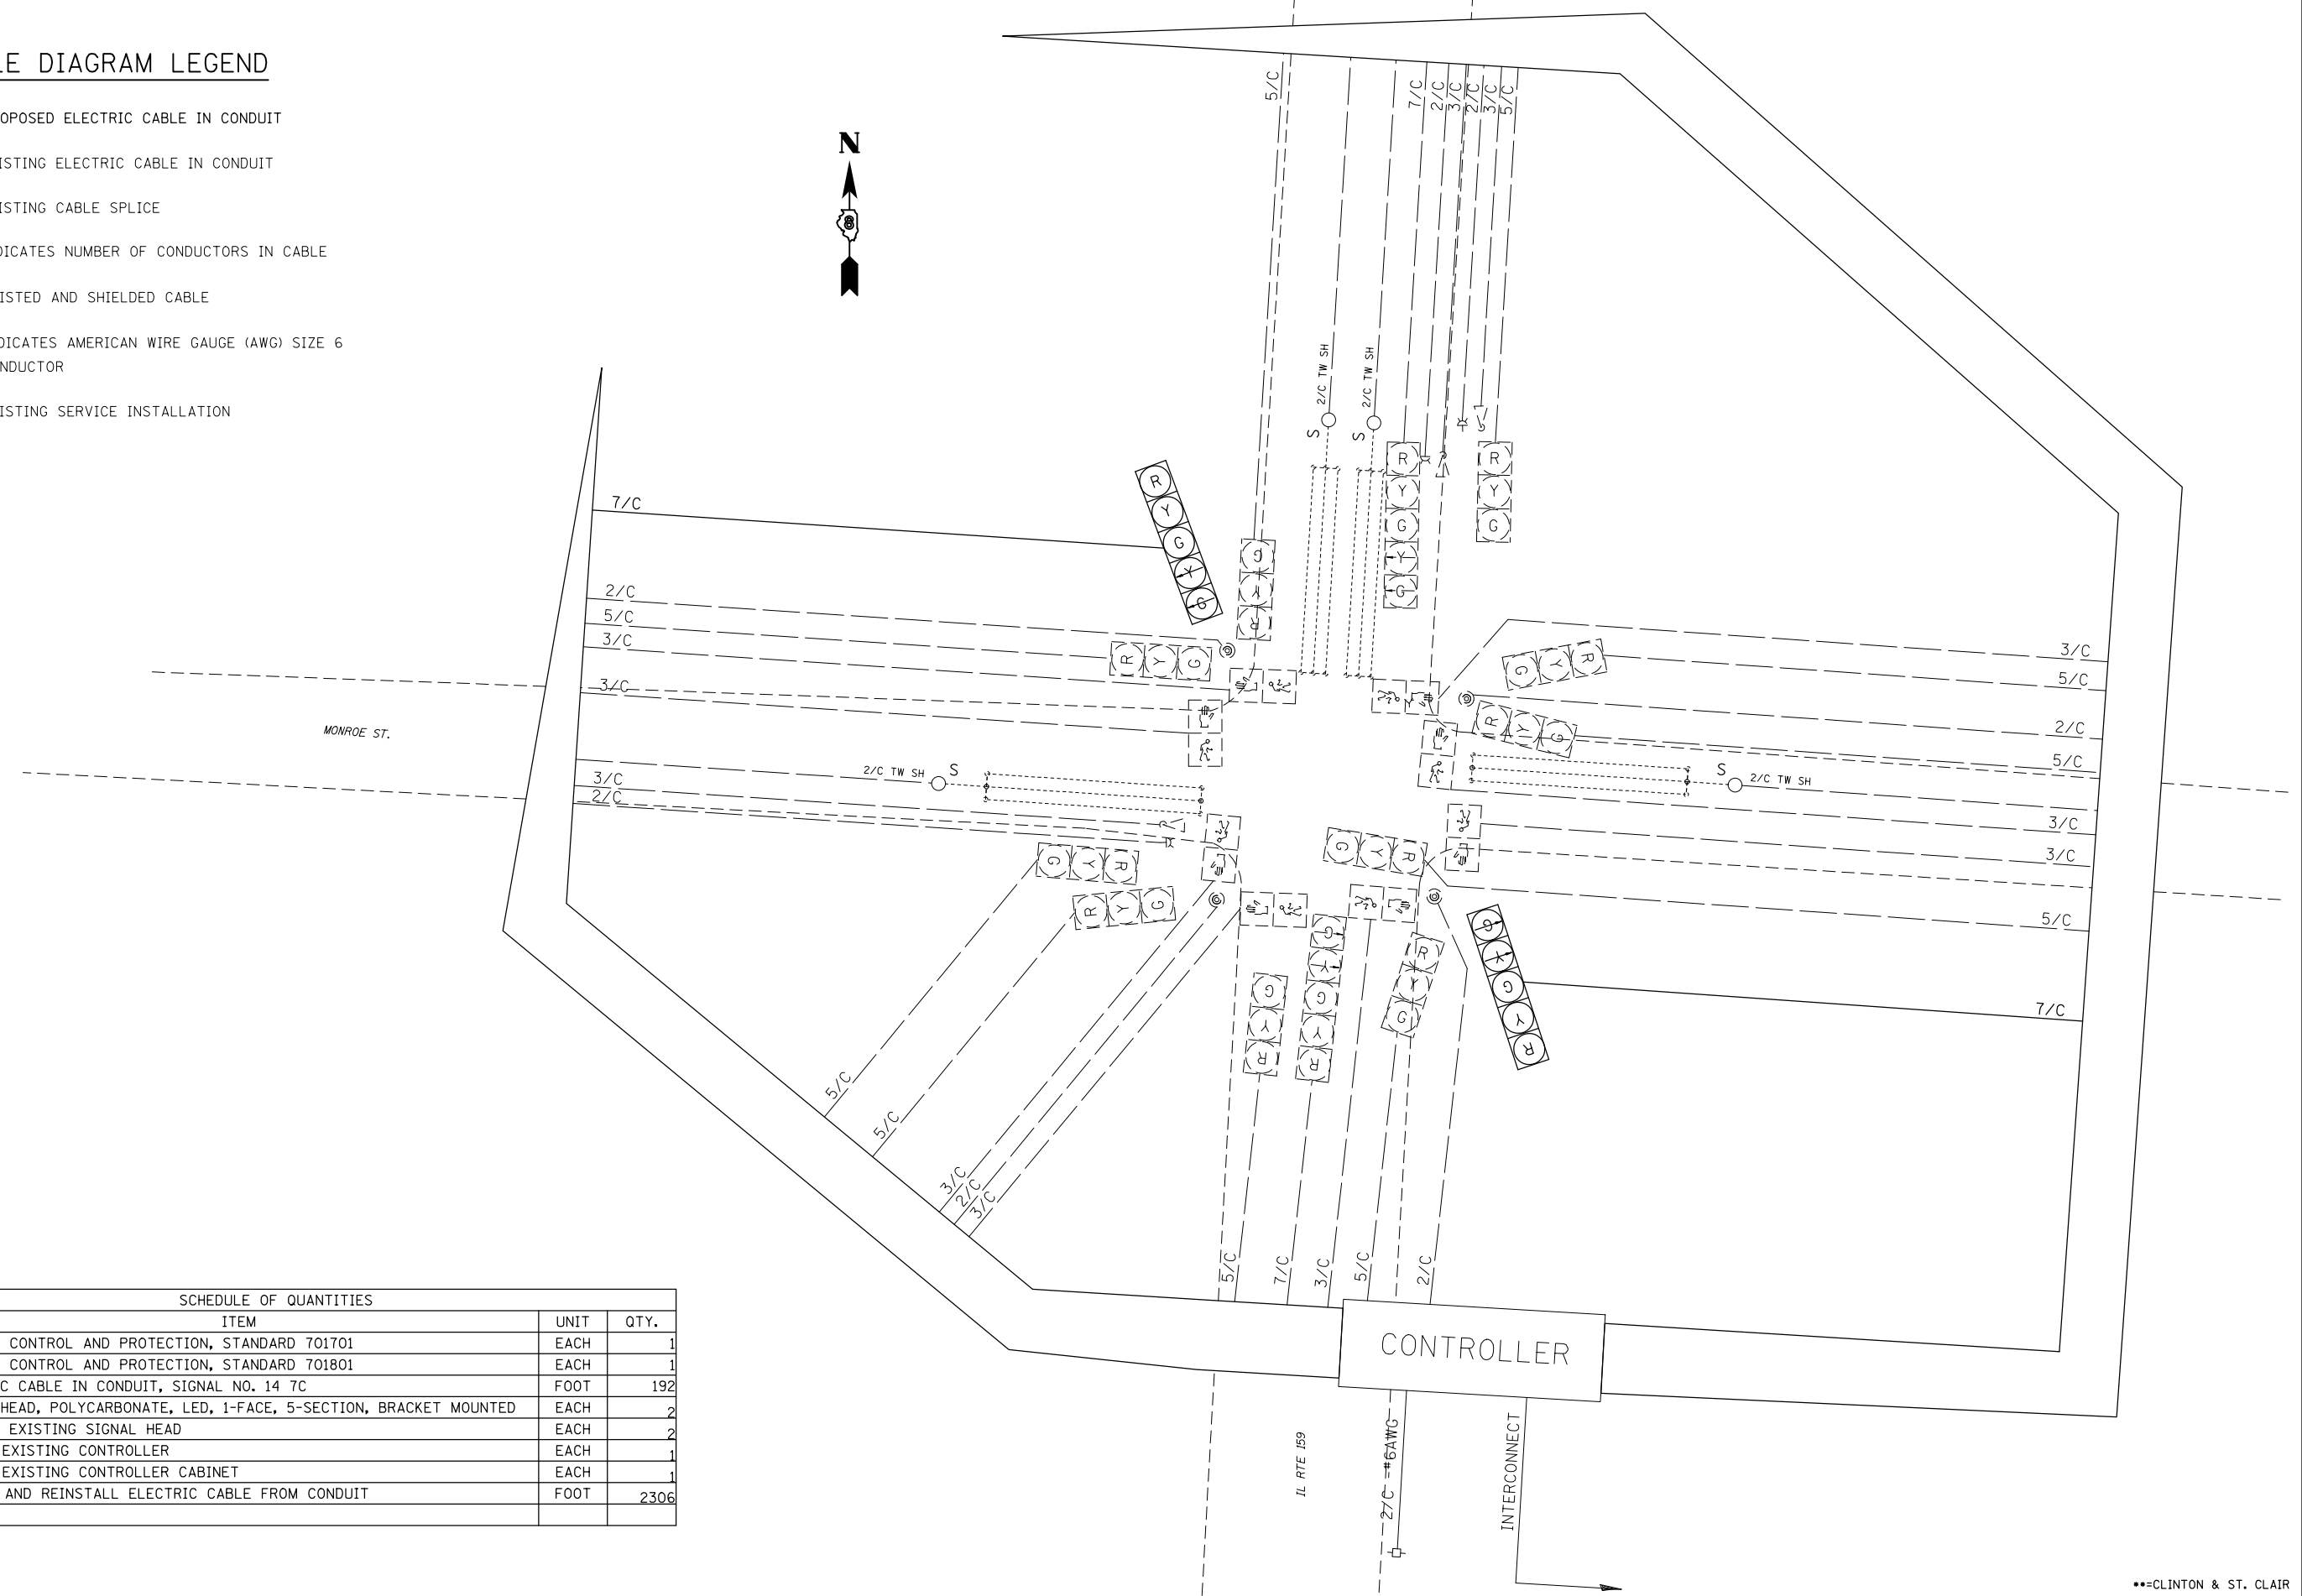 LE DIAGRAM LEGEND
OPOSED ELECTRIC CABLE IN CONDUIT
ISTING ELECTRIC CABLE IN CONDUIT
ISTING CABLE SPLICE
DICATES NUMBER OF CONDUCTORS IN CABLE
ISTED AND SHIELDED CABLE
DICATES AMERICAN WIRE GAUGE (AWG) SIZE 6
NDUCTOR
ISTING SERVICE INSTALLATION
N
8
5/C
7/C
2/C
3/C
2/C
3/C
5/C
2/C TW SH
S
2/C TW SH
S
R Y G Y G
R Y G Y G
R Y G
G Y R
7/C
2/C
5/C
3/C
3/C
R Y G
MONROE ST.
2/C TW SH
S
3/C
2/C
G Y R
R Y G
G Y R
3/C
5/C
R Y G
2/C
5/C
S
2/C TW SH
3/C
3/C
G Y R
5/C
7/C
G Y G Y R
R Y G
G Y G Y R
G Y R
5/C
5/C
3/C
2/C
3/C
5/C
7/C
3/C
5/C
2/C
CONTROLLER
IL RTE 159
2/C =#6AWG
INTERCONNECT
SCHEDULE OF QUANTITIES
ITEM UNIT QTY.
CONTROL AND PROTECTION, STANDARD 701701 EACH 1
CONTROL AND PROTECTION, STANDARD 701801 EACH 1
C CABLE IN CONDUIT, SIGNAL NO. 14 7C FOOT 192
HEAD, POLYCARBONATE, LED, 1-FACE, 5-SECTION, BRACKET MOUNTED EACH 2
EXISTING SIGNAL HEAD EACH 2
EXISTING CONTROLLER EACH 1
EXISTING CONTROLLER CABINET EACH 1
AND REINSTALL ELECTRIC CABLE FROM CONDUIT FOOT 2306
••=CLINTON & ST. CLAIR